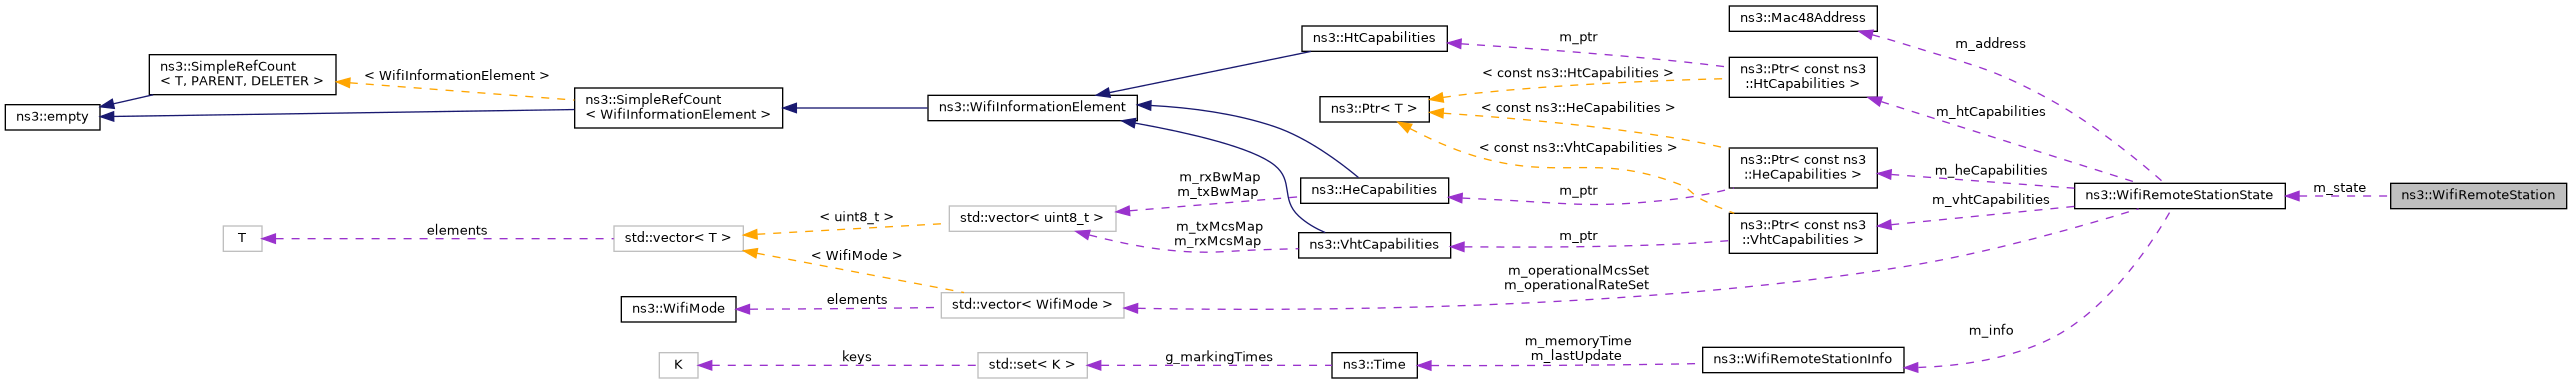 ns3::empty
ns3::SimpleRefCount
< T, PARENT, DELETER >
< WifiInformationElement >
ns3::SimpleRefCount
< WifiInformationElement >
ns3::WifiInformationElement
ns3::HtCapabilities
m_ptr
ns3::Mac48Address
m_address
ns3::Ptr< const ns3
::HtCapabilities >
< const ns3::HtCapabilities >
ns3::Ptr< T >
< const ns3::HeCapabilities >
m_htCapabilities
< const ns3::VhtCapabilities >
ns3::Ptr< const ns3
::HeCapabilities >
m_heCapabilities
m_rxBwMap
m_txBwMap
ns3::HeCapabilities
m_ptr
ns3::WifiRemoteStationState
m_state
ns3::WifiRemoteStation
m_vhtCapabilities
< uint8_t >
std::vector< uint8_t >
T
elements
std::vector< T >
m_txMcsMap
m_rxMcsMap
ns3::VhtCapabilities
m_ptr
ns3::Ptr< const ns3
::VhtCapabilities >
< WifiMode >
m_operationalMcsSet
m_operationalRateSet
ns3::WifiMode
elements
std::vector< WifiMode >
m_info
K
keys
std::set< K >
g_markingTimes
ns3::Time
m_memoryTime
m_lastUpdate
ns3::WifiRemoteStationInfo